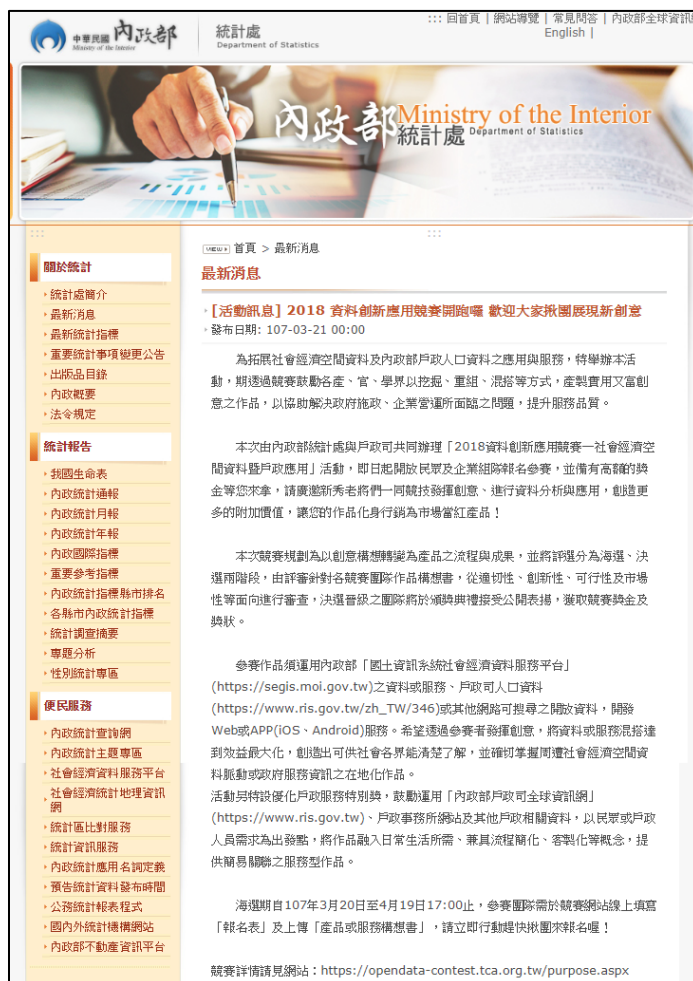 ::: 回首頁 | 網站導覽 | 常見問答 | 內政部全球資訊
English |
中華民國 內政部
Ministry of the Interior
統計處
Department of Statistics
內政部 Ministry of the Interior
統計處 Department of Statistics
:::
關於統計
統計處簡介
最新消息
最新統計指標
重要統計事項變更公告
出版品目錄
內政概要
法令規定
統計報告
我國生命表
內政統計通報
內政統計月報
內政統計年報
內政國際指標
重要參考指標
內政統計指標縣市排名
各縣市內政統計指標
統計調查摘要
專題分析
性別統計專區
便民服務
內政統計查詢網
內政統計主題專區
社會經濟資料服務平台
社會經濟統計地理資訊
網
統計區比對服務
統計資訊服務
內政統計應用名詞定義
預告統計資料發布時間
公務統計報表程式
國內外統計機構網站
內政部不動產資訊平台
:::
VIEW 首頁 > 最新消息
最新消息
[活動訊息] 2018 資料創新應用競賽開跑囉 歡迎大家揪團展現新創意
發布日期: 107-03-21 00:00
為拓展社會經濟空間資料及內政部戶政人口資料之應用與服務，特舉辦本活
動，期透過競賽鼓勵各產、官、學界以挖掘、重組、混搭等方式，產製實用又富創
意之作品，以協助解決政府施政、企業營運所面臨之問題，提升服務品質。
本次由內政部統計處與戶政司共同辦理「2018資料創新應用競賽—社會經濟空
間資料暨戶政應用」活動，即日起開放民眾及企業組隊報名參賽，並備有高額的獎
金等您來拿，請廣邀新秀老將們一同競技發揮創意、進行資料分析與應用，創造更
多的附加價值，讓您的作品化身行銷為市場當紅產品！
本次競賽規劃為以創意構想轉變為產品之流程與成果，並將評選分為海選、決
選兩階段，由評審針對各競賽團隊作品構想書，從適切性、創新性、可行性及市場
性等面向進行審查，決選晉級之團隊將於頒獎典禮接受公開表揚，獲取競賽獎金及
獎狀。
參賽作品須運用內政部「國土資訊系統社會經濟資料服務平台」
(https://segis.moi.gov.tw)之資料或服務、戶政司人口資料
(https://www.ris.gov.tw/zh_TW/346)或其他網路可搜尋之開放資料，開發
Web或APP(iOS、Android)服務。希望透過參賽者發揮創意，將資料或服務混搭達
到效益最大化，創造出可供社會各界能清楚了解，並確切掌握周遭社會經濟空間資
料脈動或政府服務資訊之在地化作品。
活動另特設優化戶政服務特別獎，鼓勵運用「內政部戶政司全球資訊網」
(https://www.ris.gov.tw)、戶政事務所網站及其他戶政相關資料，以民眾或戶政
人員需求為出發點，將作品融入日常生活所需、兼具流程簡化、客製化等概念，提
供簡易關聯之服務型作品。
海選期自107年3月20日至4月19日17:00止，參賽團隊需於競賽網站線上填寫
「報名表」及上傳「產品或服務構想書」，請立即行動趕快揪團來報名喔！
競賽詳情請見網站：https://opendata-contest.tca.org.tw/purpose.aspx